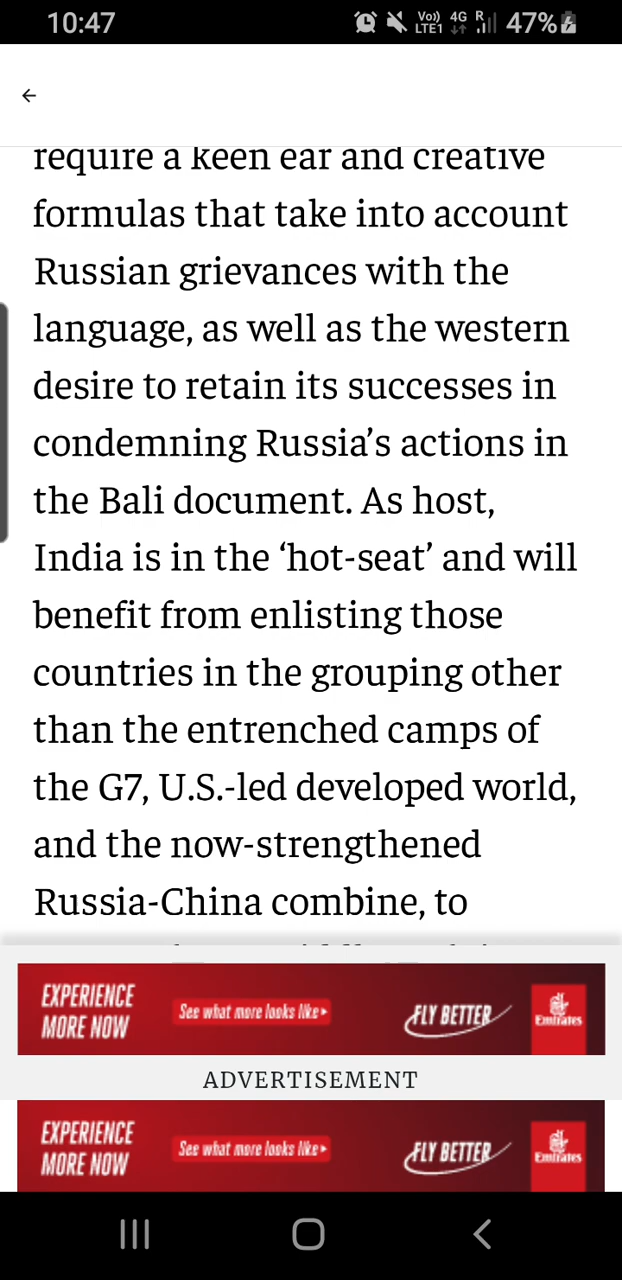 10:47
Vo)) 4G R
LTE1 47%
require a keen ear and creative
formulas that take into account
Russian grievances with the
language, as well as the western
desire to retain its successes in
condemning Russia’s actions in
the Bali document. As host,
India is in the ‘hot-seat’ and will
benefit from enlisting those
countries in the grouping other
than the entrenched camps of
the G7, U.S.-led developed world,
and the now-strengthened
Russia-China combine, to
EXPERIENCE
MORE NOW
See what more looks like
FLY BETTER
Emirates
ADVERTISEMENT
EXPERIENCE
MORE NOW
See what more looks like
FLY BETTER
Emirates